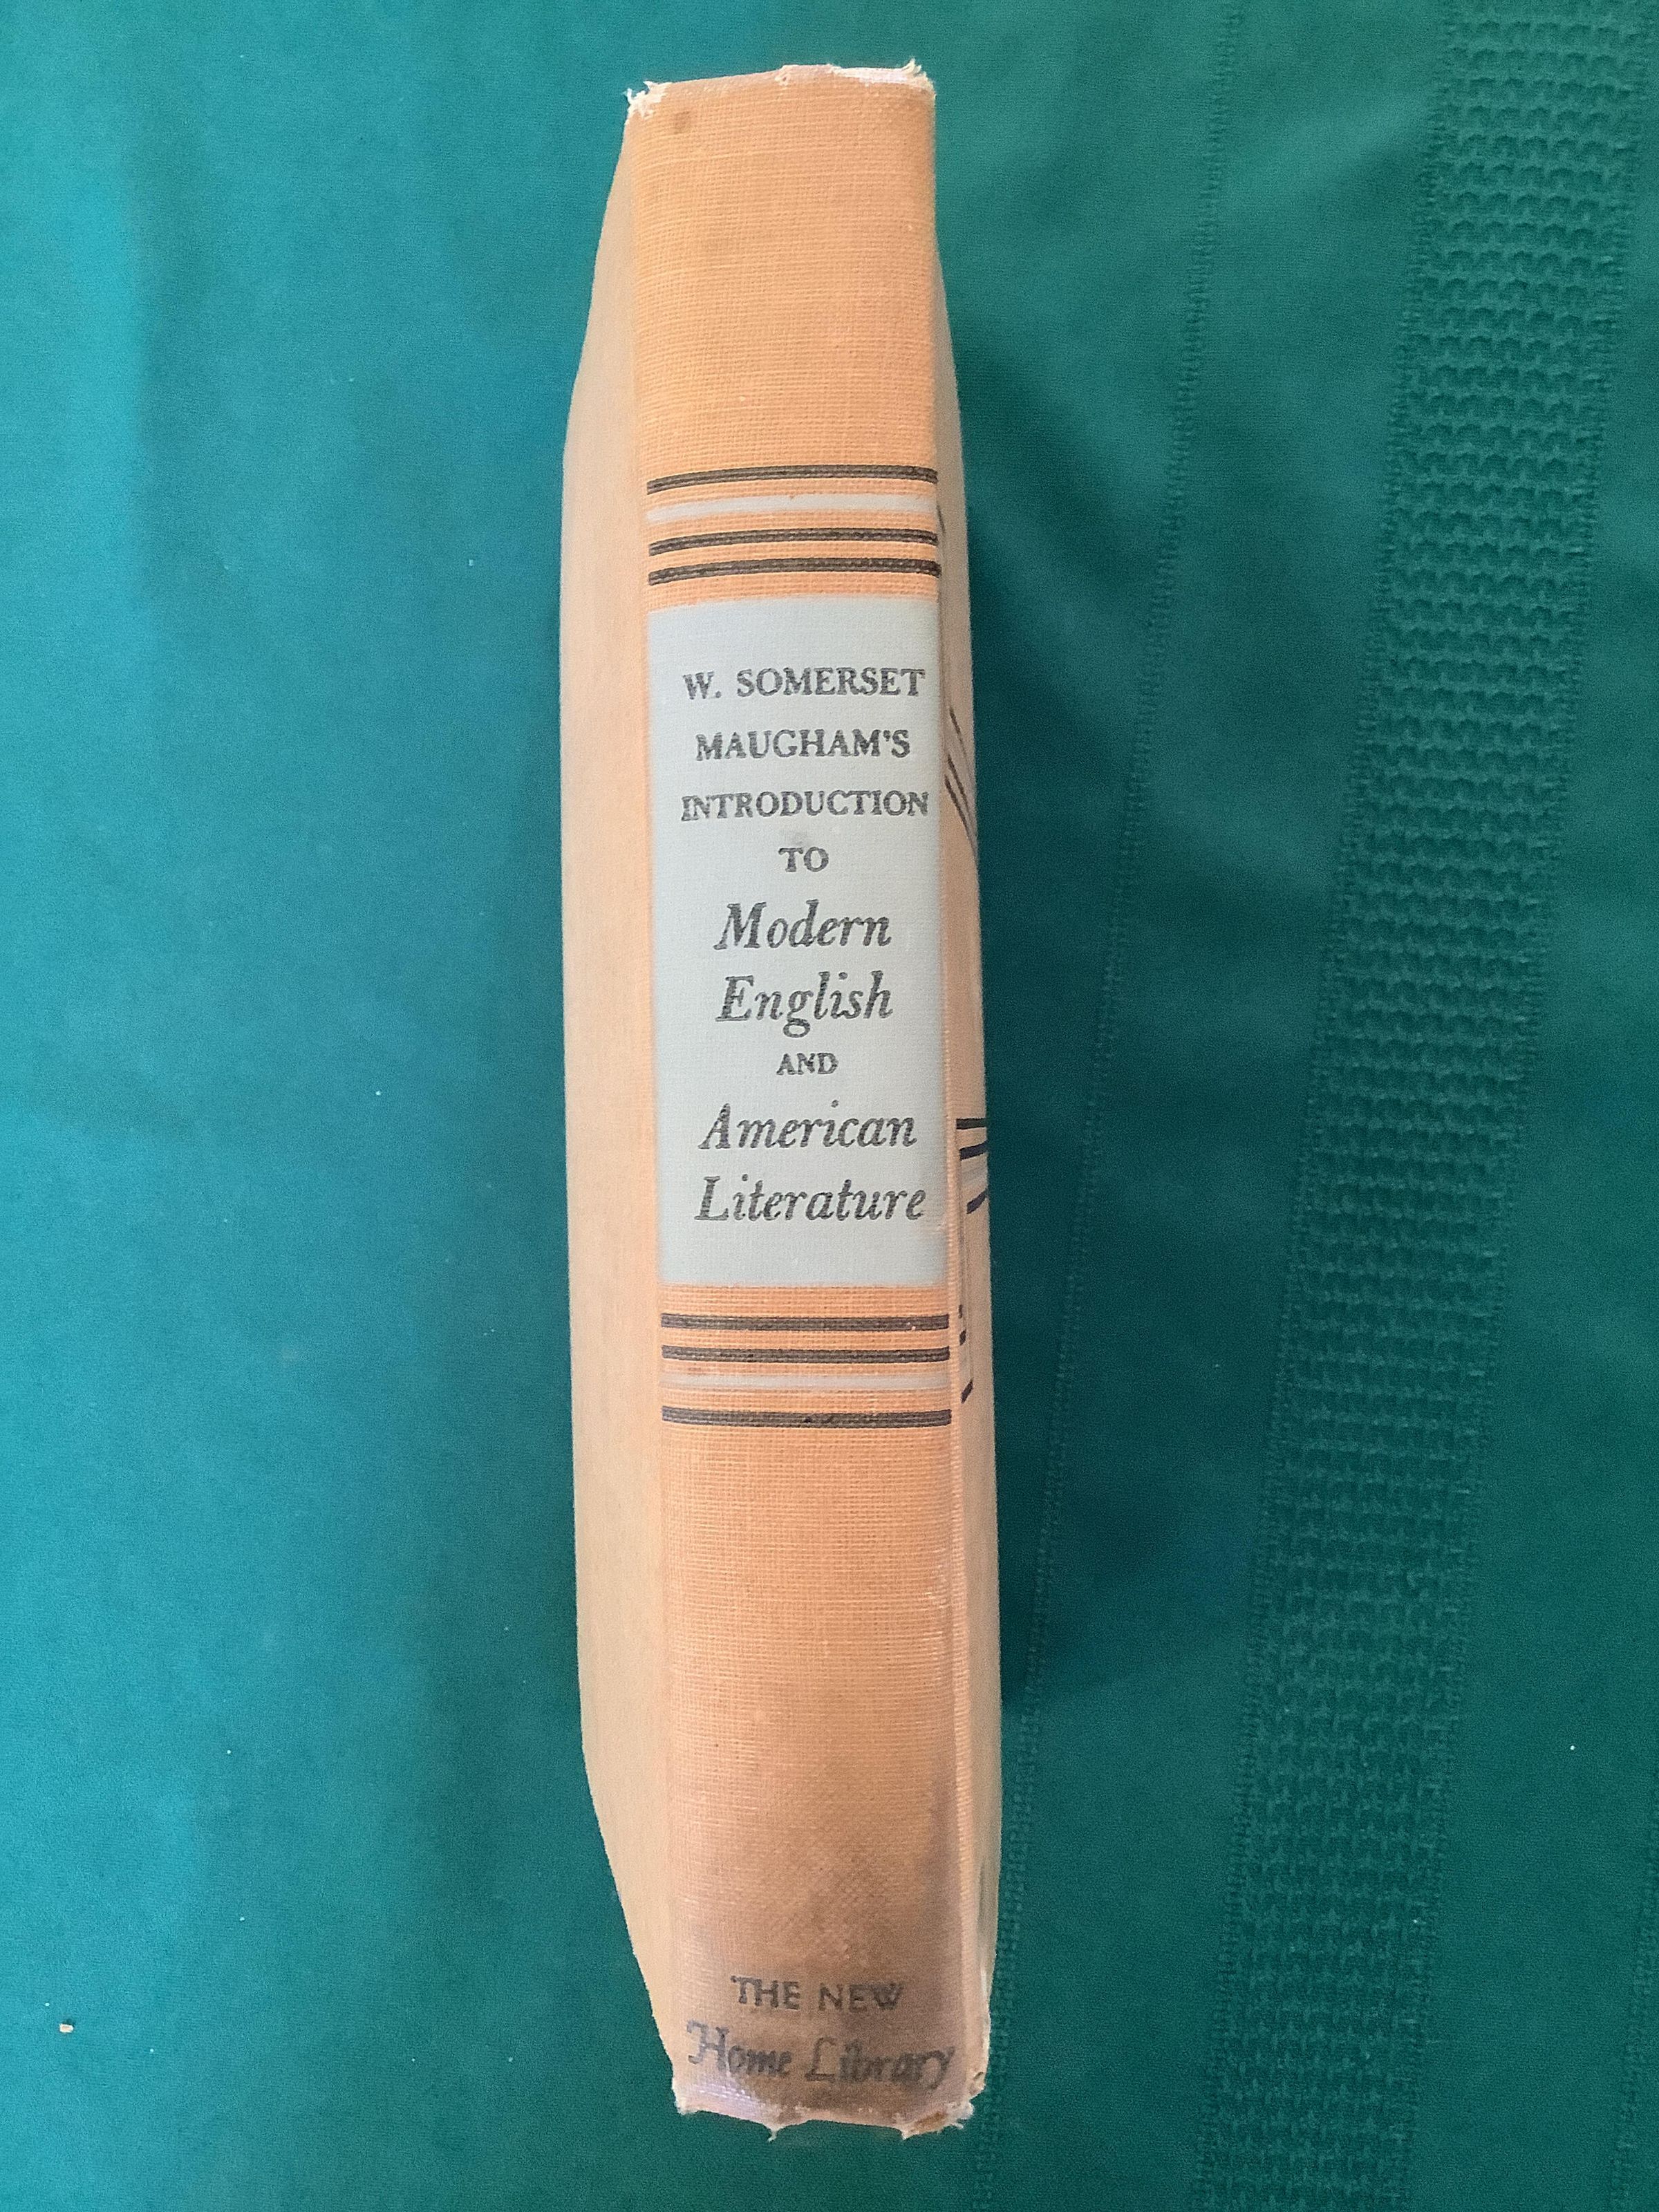 W. SOMERSET
MAUGHAM'S
INTRODUCTION
TO
Modern
English
AND
American
Literature
THE NEW
Home Library